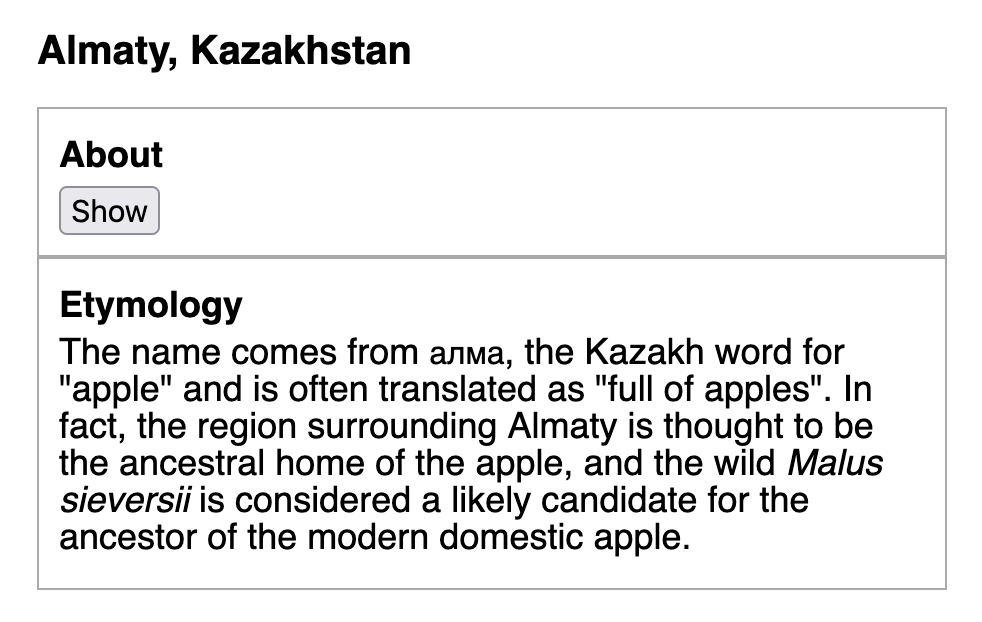 Almaty, Kazakhstan
About
Show
Etymology
The name comes from алма, the Kazakh word for
"apple" and is often translated as "full of apples". In
fact, the region surrounding Almaty is thought to be
the ancestral home of the apple, and the wild Malus
sieversii is considered a likely candidate for the
ancestor of the modern domestic apple.